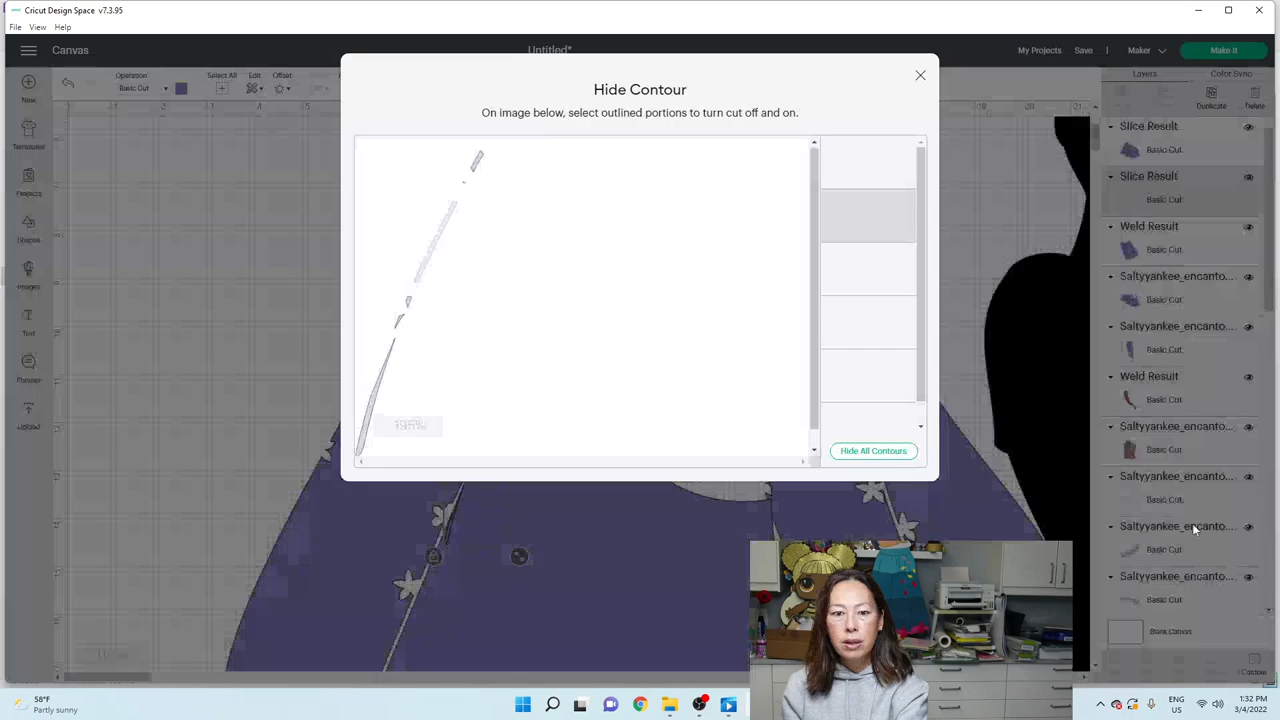 Cricut Design Space v7.3.95
File View Help
Canvas
Untitled*
My Projects Save | Maker Make It
New
Templates
Projects
Shapes
Images
Text
Phrases
Upload
Operation
Basic Cut
Select All Edit Offset
Layers Color Sync
Duplicate Delete
Hide Contour
On image below, select outlined portions to turn cut off and on.
195%
Hide All Contours
Slice Result
Basic Cut
Slice Result
Basic Cut
Weld Result
Basic Cut
Saltyyankee_encanto...
Basic Cut
Saltyyankee_encanto...
Basic Cut
Weld Result
Basic Cut
Saltyyankee_encanto...
Basic Cut
Saltyyankee_encanto...
Basic Cut
Saltyyankee_encanto...
Basic Cut
Saltyyankee_encanto...
Basic Cut
Blank Canvas
Contour
58°F
Partly sunny
ENG
US
1:32 PM
3/4/2022